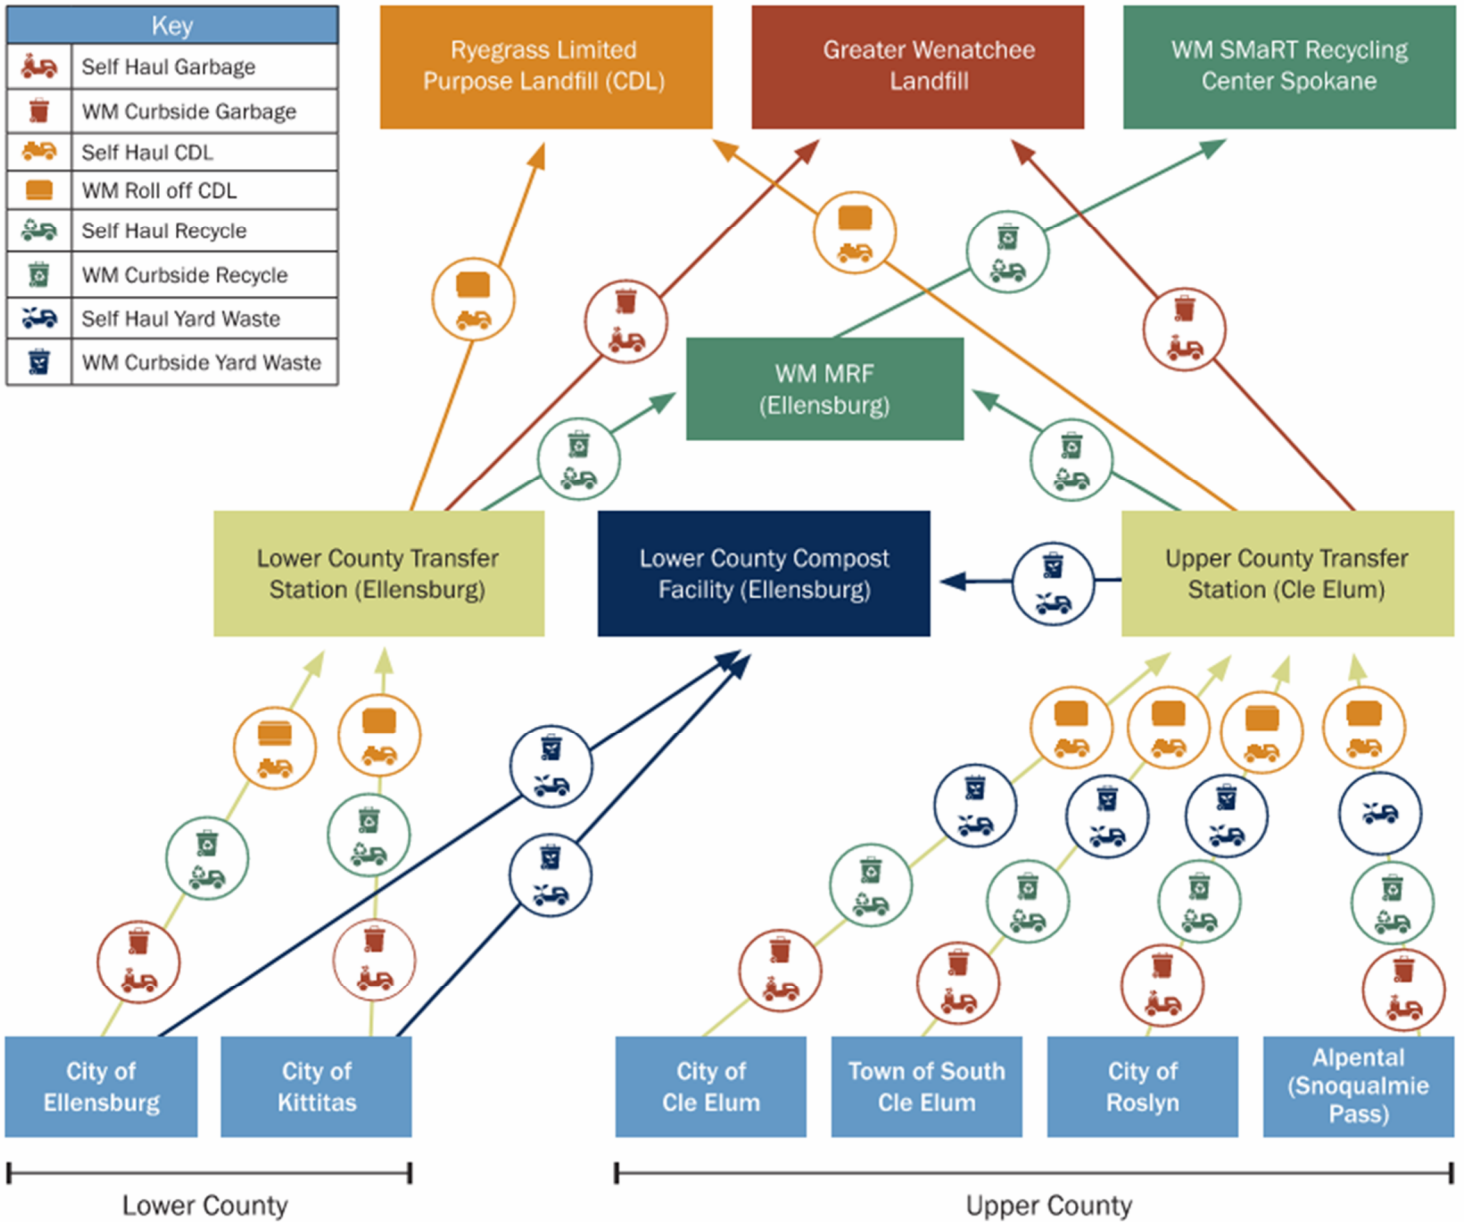 Key
Self Haul Garbage
WM Curbside Garbage
Self Haul CDL
WM Roll off CDL
Self Haul Recycle
WM Curbside Recycle
Self Haul Yard Waste
WM Curbside Yard Waste
Ryegrass Limited
Purpose Landfill (CDL)
Greater Wenatchee
Landfill
WM SMaRT Recycling
Center Spokane
WM MRF
(Ellensburg)
Lower County Transfer
Station (Ellensburg)
Lower County Compost
Facility (Ellensburg)
Upper County Transfer
Station (Cle Elum)
City of
Ellensburg
City of
Kittitas
City of
Cle Elum
Town of South
Cle Elum
City of
Roslyn
Alpental
(Snoqualmie
Pass)
Lower County
Upper County